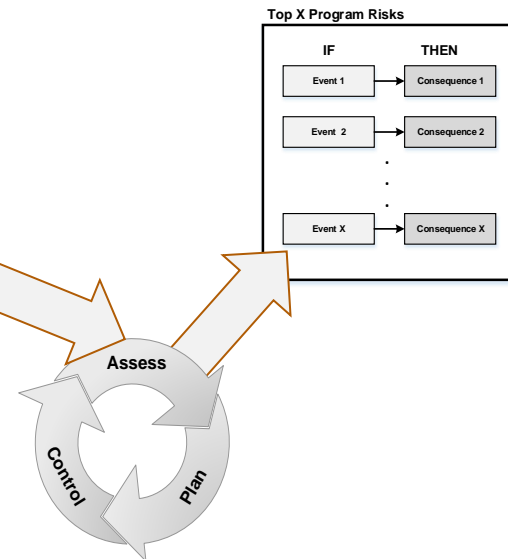 Top X Program Risks
IF THEN
Event 1 Consequence 1
Event 2 Consequence 2
.
.
.
Event X Consequence X
Assess
Control
Plan